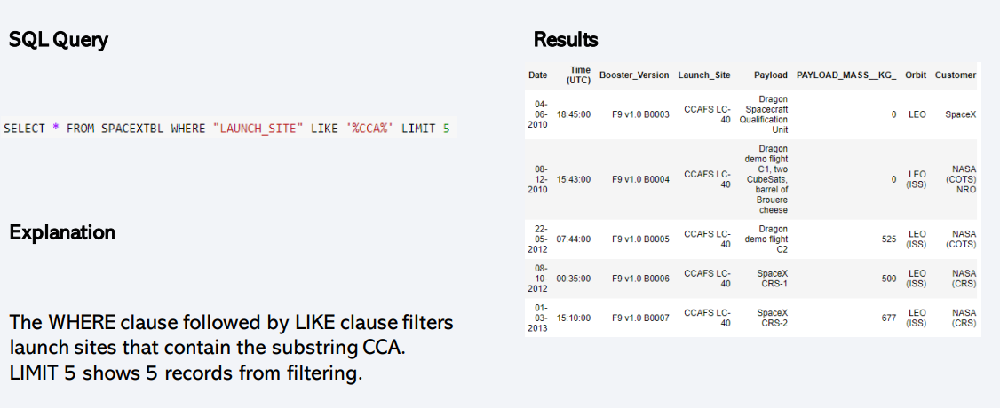 SQL Query
SELECT * FROM SPACEXTBL WHERE "LAUNCH_SITE" LIKE '%CCA%' LIMIT 5
Explanation
The WHERE clause followed by LIKE clause filters
launch sites that contain the substring CCA.
LIMIT 5 shows 5 records from filtering.
Results
Date Time (UTC) Booster_Version Launch_Site Payload PAYLOAD_MASS__KG_ Orbit Customer
04-06-2010 18:45:00 F9 v1.0 B0003 CCAFS LC-40 Dragon Spacecraft Qualification Unit 0 LEO SpaceX
08-12-2010 15:43:00 F9 v1.0 B0004 CCAFS LC-40 Dragon demo flight C1, two CubeSats, barrel of Brouere cheese 0 LEO (ISS) NASA (COTS) NRO
22-05-2012 07:44:00 F9 v1.0 B0005 CCAFS LC-40 Dragon demo flight C2 525 LEO (ISS) NASA (COTS)
08-10-2012 00:35:00 F9 v1.0 B0006 CCAFS LC-40 SpaceX CRS-1 500 LEO (ISS) NASA (CRS)
01-03-2013 15:10:00 F9 v1.0 B0007 CCAFS LC-40 SpaceX CRS-2 677 LEO (ISS) NASA (CRS)